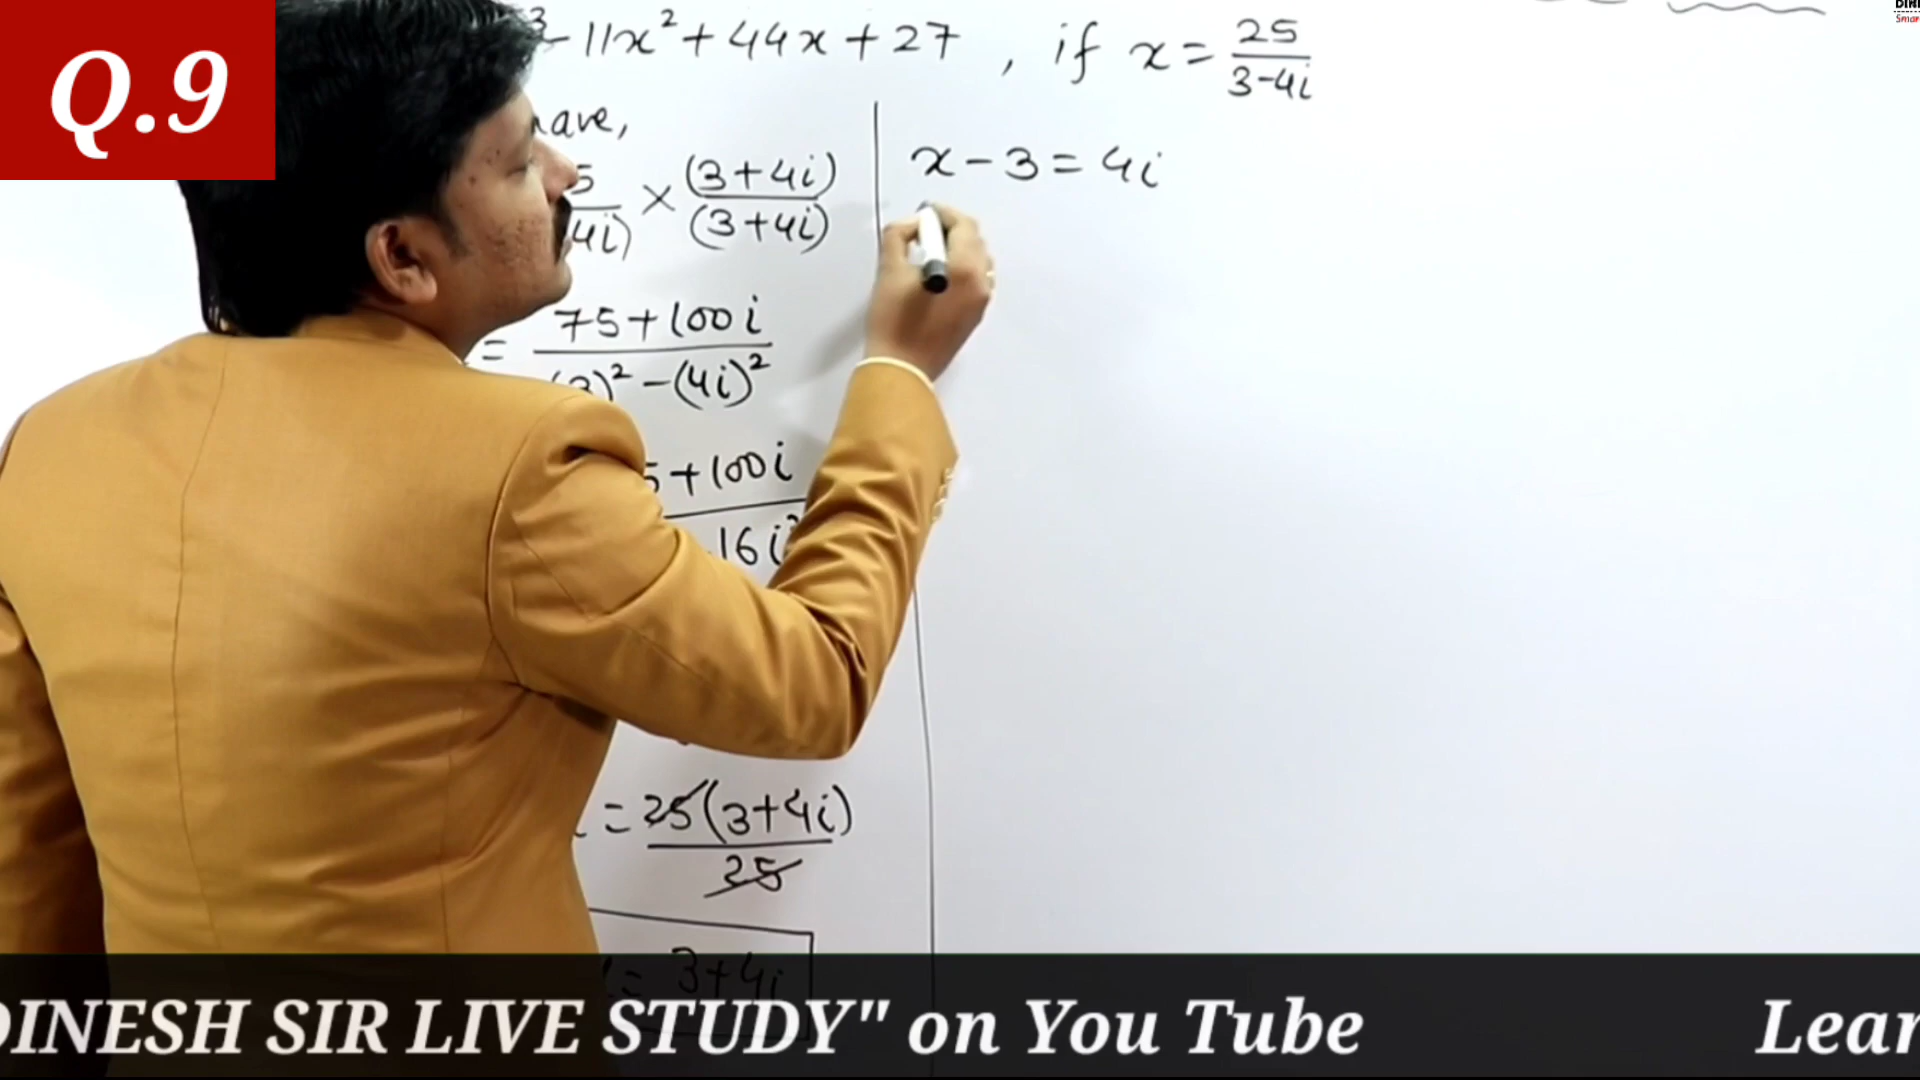 Q.9
³ - 11x² + 44x + 27 , if x = 25/(3-4i)
have,
5/4i) × (3+4i)/(3+4i)
= 75+100i / (3)² - (4i)²
5+100i / 16i²
= 25(3+4i) / 25
= 3+4i
x - 3 = 4i
DINESH SIR LIVE STUDY" on You Tube
Lear